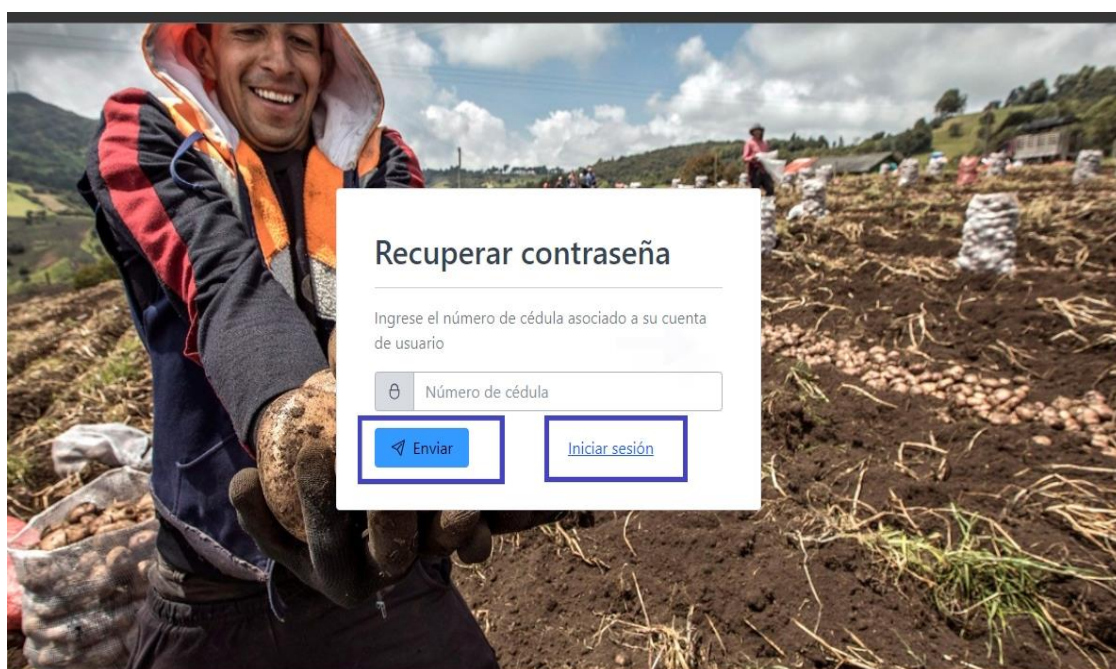 Recuperar contraseña
Ingrese el número de cédula asociado a su cuenta
de usuario
Número de cédula
Enviar
Iniciar sesión